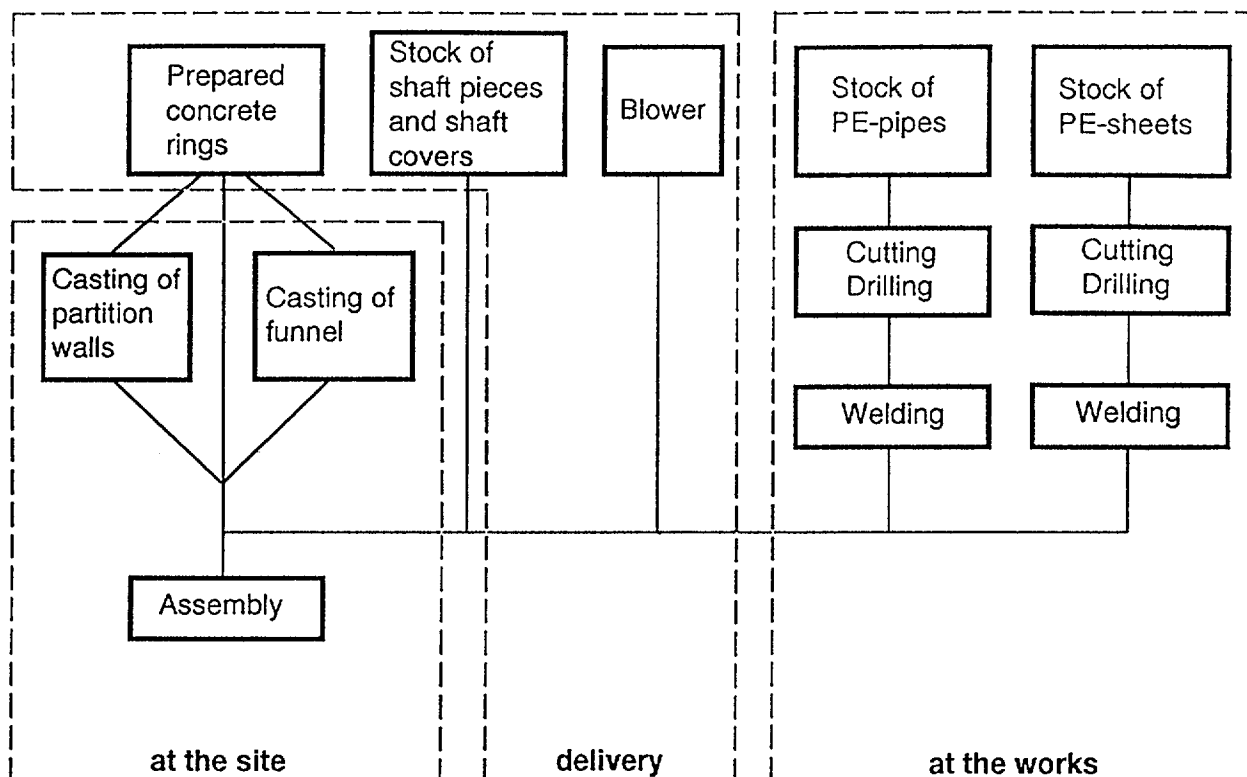 Prepared
concrete
rings
Stock of
shaft pieces
and shaft
covers
Blower
Stock of
PE-pipes
Stock of
PE-sheets
Casting of
partition
walls
Casting of
funnel
Cutting
Drilling
Cutting
Drilling
Welding
Welding
Assembly
at the site
delivery
at the works